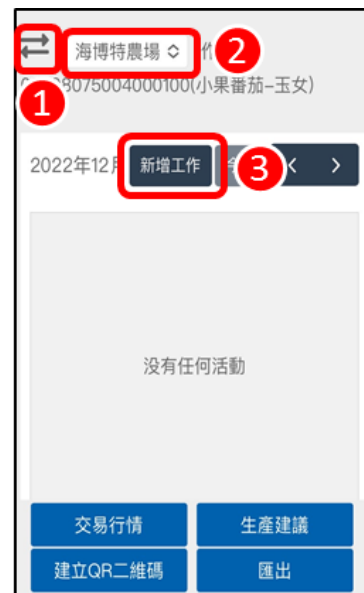 海博特農場 2
1
8075004000100(小果番茄–玉女)
2022年12月 新增工作 3 < >
没有任何活動
交易行情 生產建議
建立QR二維碼 匯出